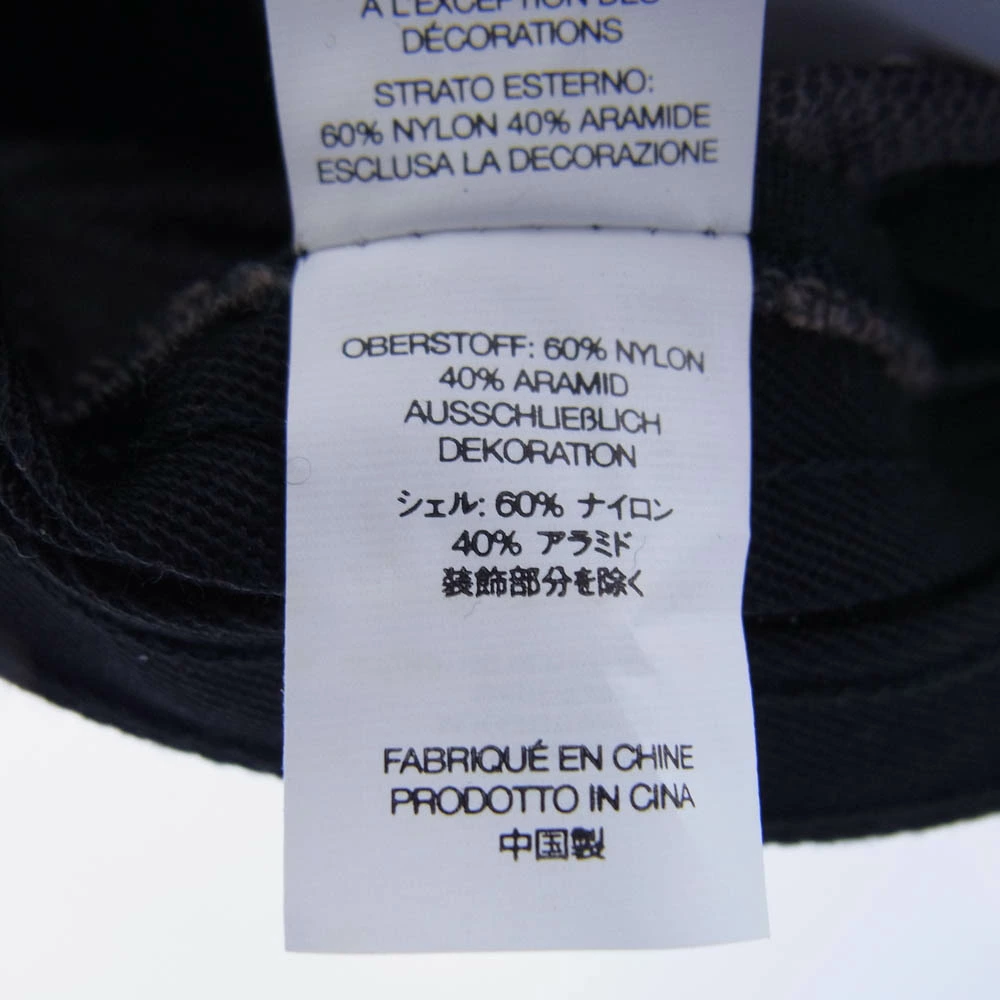 À L'EXCEPTION DES
DÉCORATIONS
STRATO ESTERNO:
60% NYLON 40% ARAMIDE
ESCLUSA LA DECORAZIONE
OBERSTOFF: 60% NYLON
40% ARAMID
AUSSCHLIEßLICH
DEKORATION
シェル: 60% ナイロン
40% アラミド
装飾部分を除く
FABRIQUÉ EN CHINE
PRODOTTO IN CINA
中国製